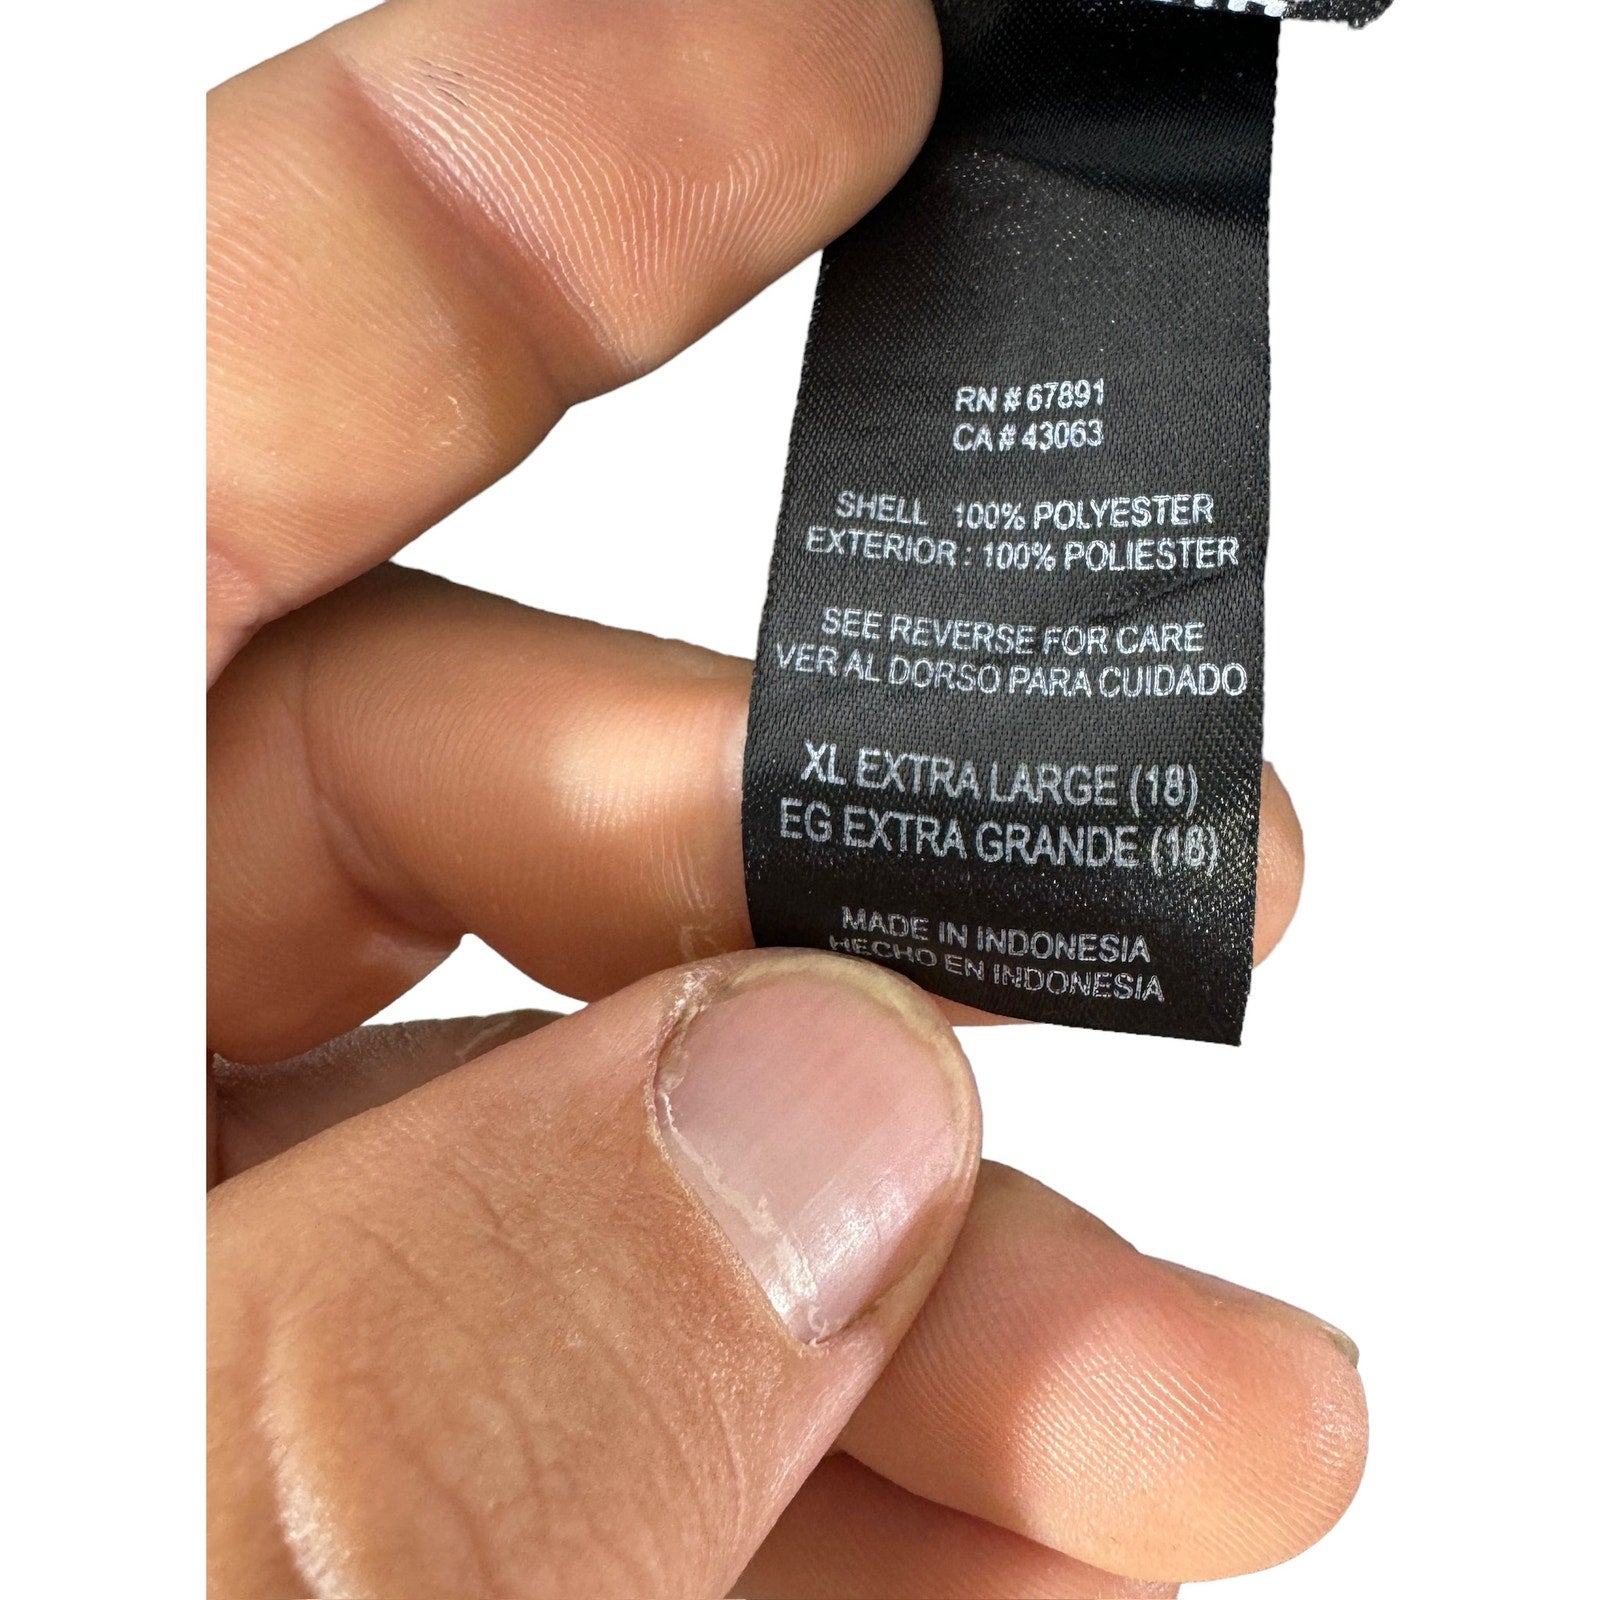 RN # 67891
CA # 43063
SHELL 100% POLYESTER
EXTERIOR : 100% POLIESTER
SEE REVERSE FOR CARE
VER AL DORSO PARA CUIDADO
XL EXTRA LARGE (18)
EG EXTRA GRANDE (18)
MADE IN INDONESIA
HECHO EN INDONESIA